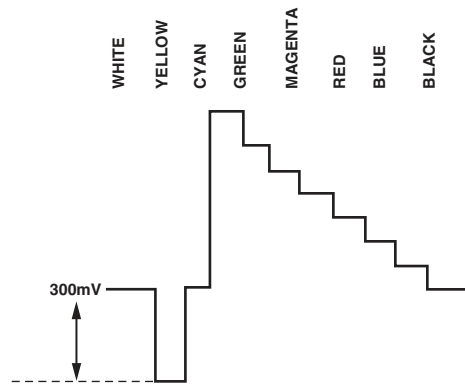 WHITE
YELLOW
CYAN
GREEN
MAGENTA
RED
BLUE
BLACK
300mV